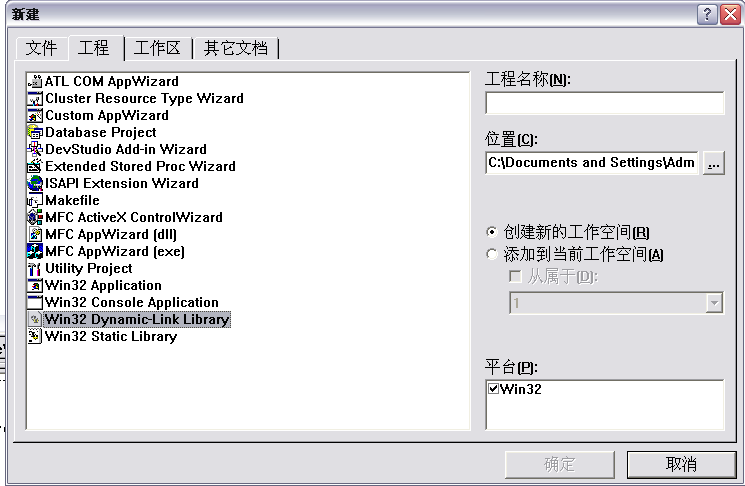 新建
文件 工程 工作区 其它文档
ATL COM AppWizard
Cluster Resource Type Wizard
Custom AppWizard
Database Project
DevStudio Add-in Wizard
Extended Stored Proc Wizard
ISAPI Extension Wizard
Makefile
MFC ActiveX ControlWizard
MFC AppWizard (dll)
MFC AppWizard (exe)
Utility Project
Win32 Application
Win32 Console Application
Win32 Dynamic-Link Library
Win32 Static Library
工程名称(N):
位置(C):
C:\Documents and Settings\Adm
...
创建新的工作空间(R)
添加到当前工作空间(A)
从属于(D):
1
平台(P):
Win32
确定 取消